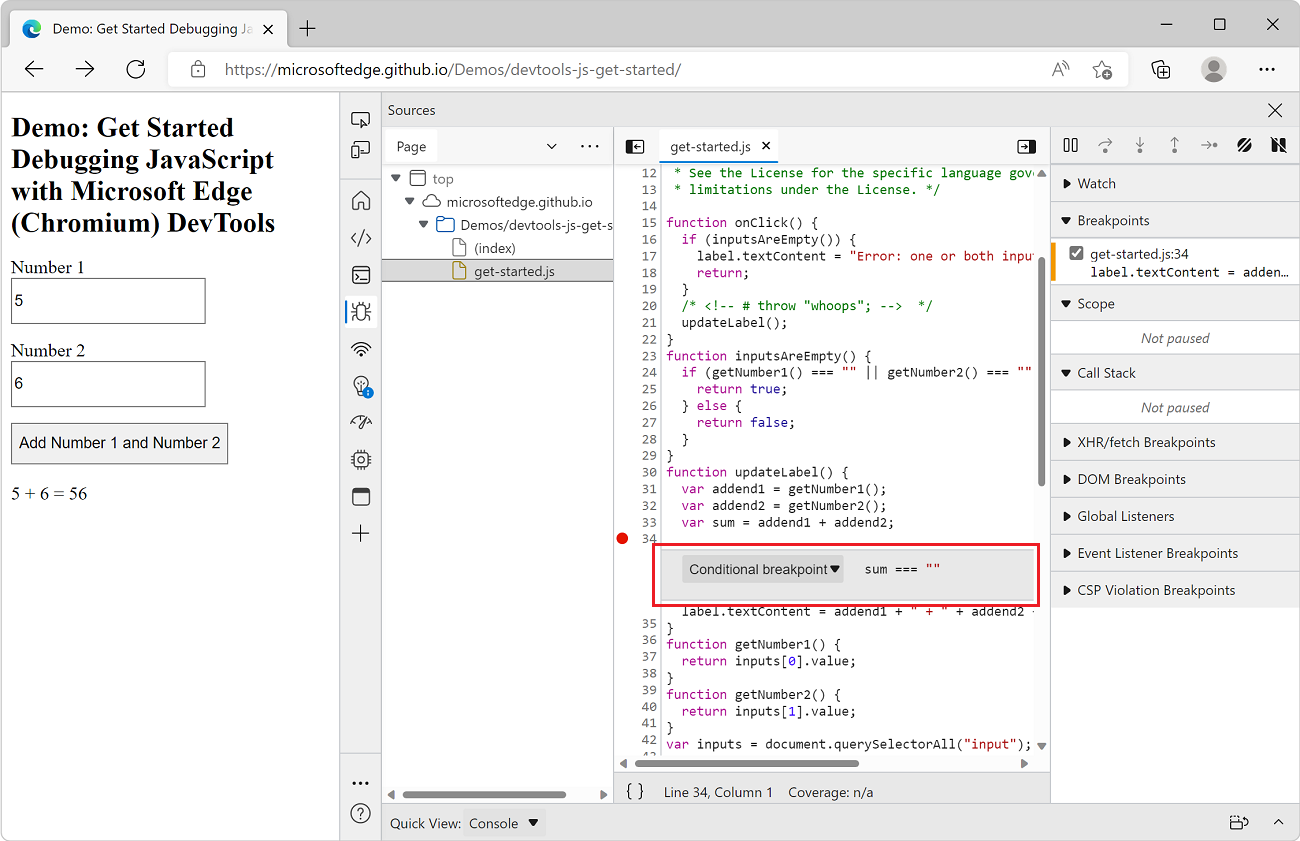 Demo: Get Started Debugging Ja
https://microsoftedge.github.io/Demos/devtools-js-get-started/
Demo: Get Started
Debugging JavaScript
with Microsoft Edge
(Chromium) DevTools
Number 1
5
Number 2
6
Add Number 1 and Number 2
5 + 6 = 56
Sources
Page
top
microsoftedge.github.io
Demos/devtools-js-get-s
(index)
get-started.js
get-started.js
12 * See the License for the specific language gov
13 * limitations under the License. */
14
15 function onClick() {
16 if (inputsAreEmpty()) {
17 label.textContent = "Error: one or both inpu
18 return;
19 }
20 /* <!-- # throw "whoops"; --> */
21 updateLabel();
22 }
23 function inputsAreEmpty() {
24 if (getNumber1() === "" || getNumber2() === ""
25 return true;
26 } else {
27 return false;
28 }
29 }
30 function updateLabel() {
31 var addend1 = getNumber1();
32 var addend2 = getNumber2();
33 var sum = addend1 + addend2;
34
Conditional breakpoint sum === ""
label.textContent = addend1 + " + " + addend2
35 }
36 function getNumber1() {
37 return inputs[0].value;
38 }
39 function getNumber2() {
40 return inputs[1].value;
41 }
42 var inputs = document.querySelectorAll("input");
{ } Line 34, Column 1 Coverage: n/a
Watch
Breakpoints
get-started.js:34
label.textContent = adden…
Scope
Not paused
Call Stack
Not paused
XHR/fetch Breakpoints
DOM Breakpoints
Global Listeners
Event Listener Breakpoints
CSP Violation Breakpoints
Quick View: Console